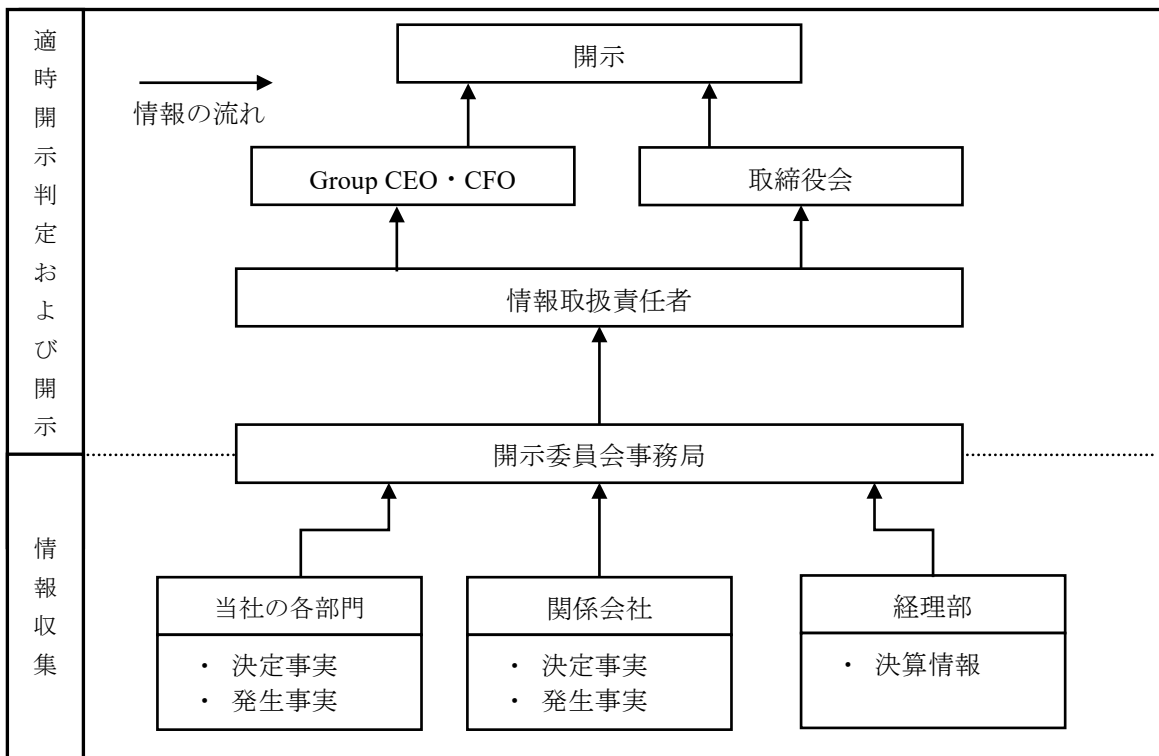 適時開示判定および開示
開示
情報の流れ
Group CEO・CFO
取締役会
情報取扱責任者
開示委員会事務局
情報収集
当社の各部門
・ 決定事実
・ 発生事実
関係会社
・ 決定事実
・ 発生事実
経理部
・ 決算情報